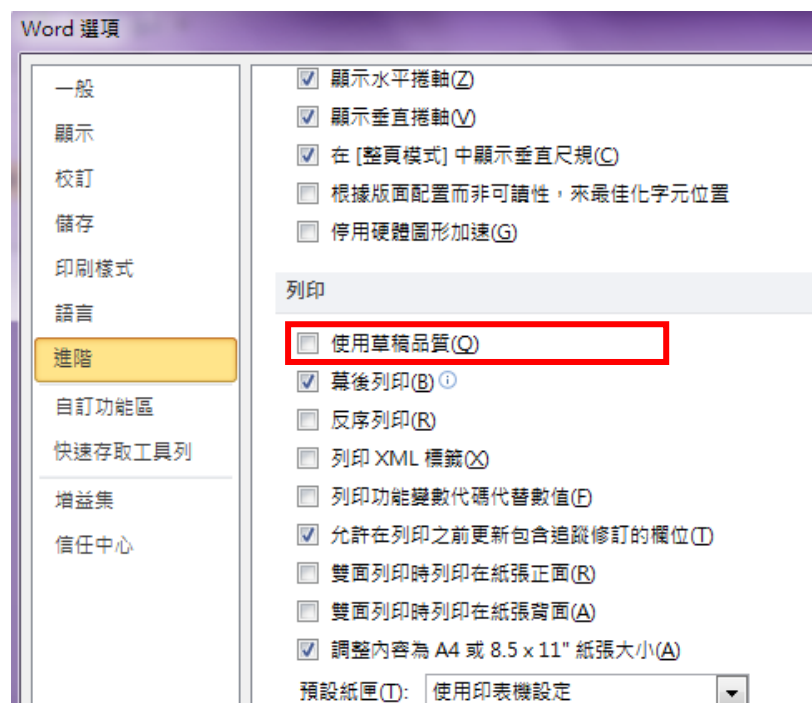 Word 選項
一般
顯示
校訂
儲存
印刷樣式
語言
進階
自訂功能區
快速存取工具列
增益集
信任中心
顯示水平捲軸(Z)
顯示垂直捲軸(V)
在 [整頁模式] 中顯示垂直尺規(C)
根據版面配置而非可讀性，來最佳化字元位置
停用硬體圖形加速(G)
列印
使用草稿品質(Q)
幕後列印(B)
反序列印(R)
列印 XML 標籤(X)
列印功能變數代碼代替數值(F)
允許在列印之前更新包含追蹤修訂的欄位(T)
雙面列印時列印在紙張正面(R)
雙面列印時列印在紙張背面(A)
調整內容為 A4 或 8.5 x 11" 紙張大小(A)
預設紙匣(T): 使用印表機設定